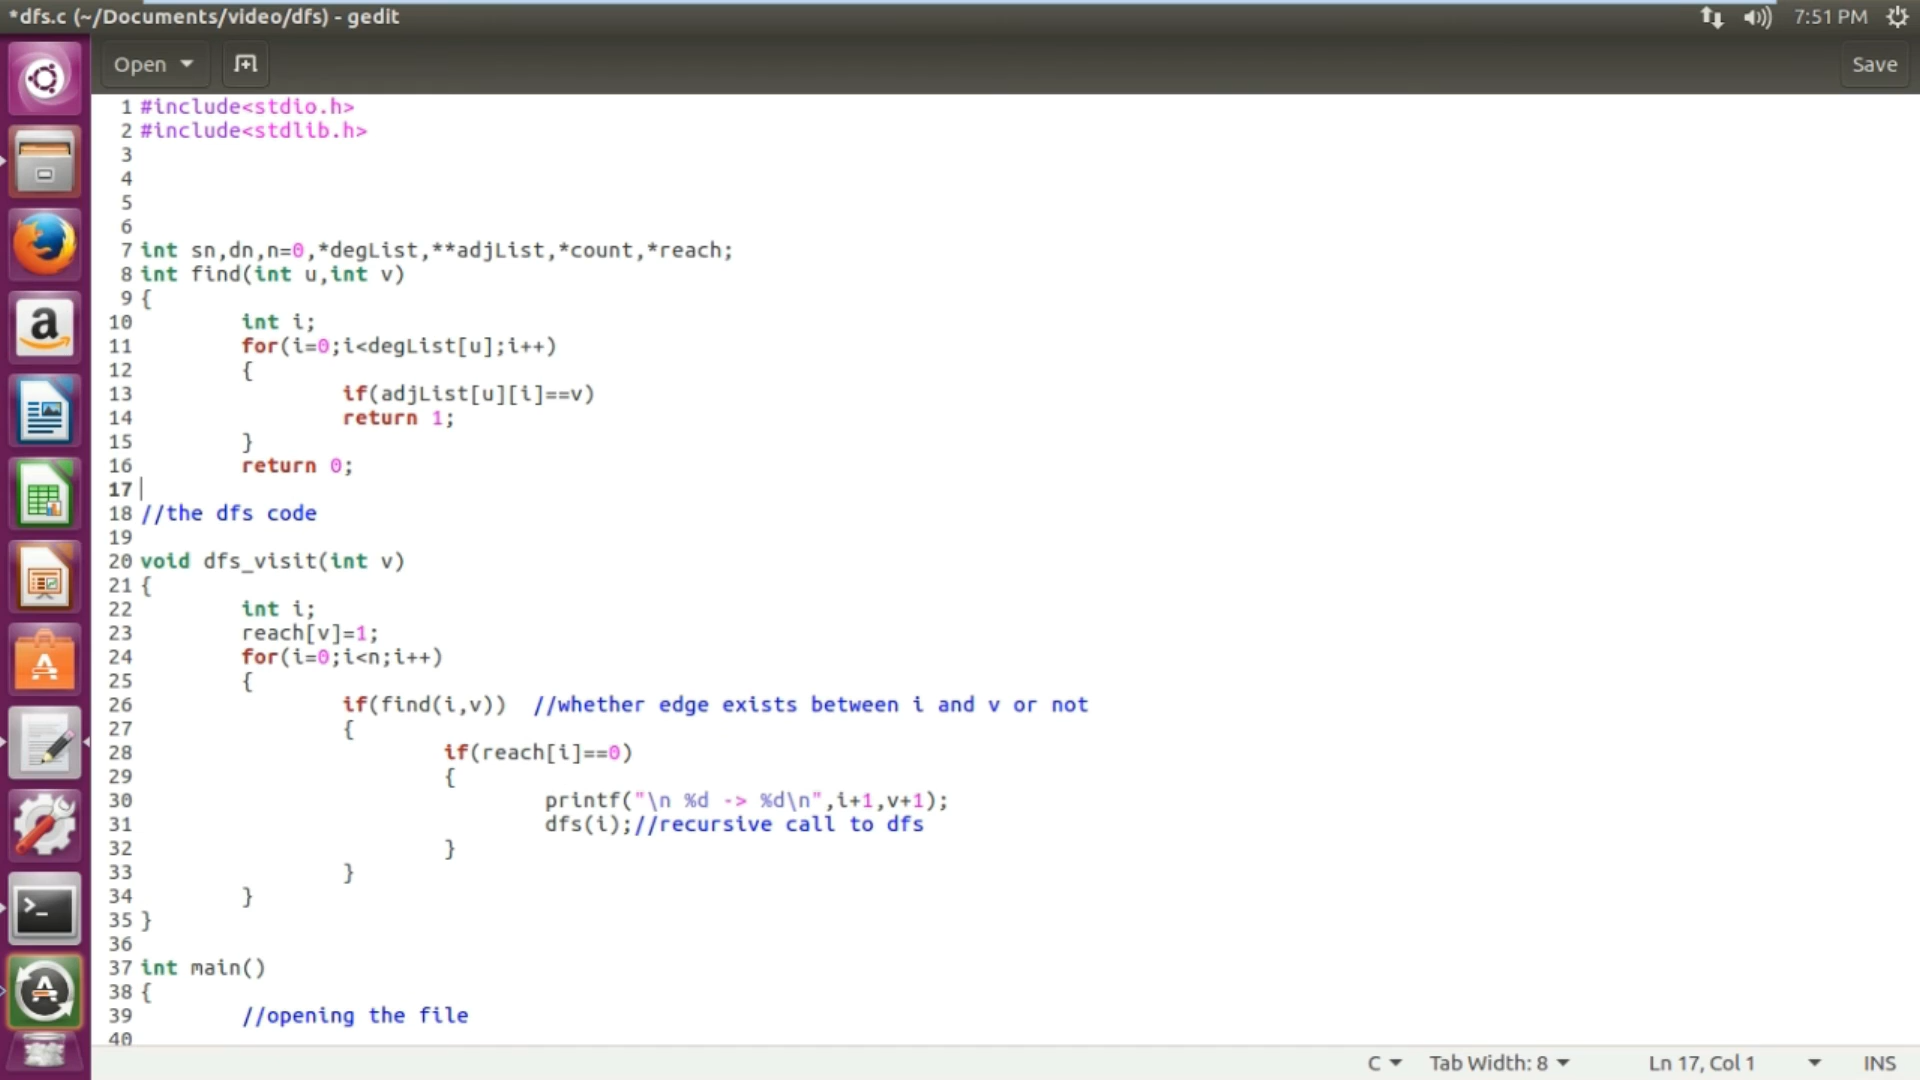 *dfs.c (~/Documents/video/dfs) - gedit
7:51 PM
Open
Save
1 #include<stdio.h>
2 #include<stdlib.h>
3
4
5
6
7 int sn,dn,n=0,*degList,**adjList,*count,*reach;
8 int find(int u,int v)
9 {
10 int i;
11 for(i=0;i<degList[u];i++)
12 {
13 if(adjList[u][i]==v)
14 return 1;
15 }
16 return 0;
17
18 //the dfs code
19
20 void dfs_visit(int v)
21 {
22 int i;
23 reach[v]=1;
24 for(i=0;i<n;i++)
25 {
26 if(find(i,v)) //whether edge exists between i and v or not
27 {
28 if(reach[i]==0)
29 {
30 printf("\n %d -> %d\n",i+1,v+1);
31 dfs(i);//recursive call to dfs
32 }
33 }
34 }
35 }
36
37 int main()
38 {
39 //opening the file
40
C Tab Width: 8 Ln 17, Col 1 INS